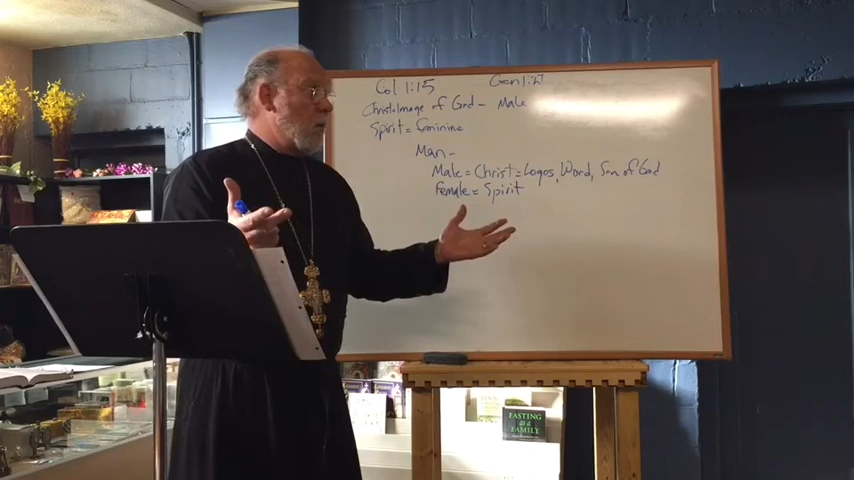 Col 1:15
Gen 1:27
Christ=Image of God- Male
Spirit = feminine
Man-
Male = Christ = Logos, Word, Son of God
Female = Spirit
FASTING
as a
FAMILY